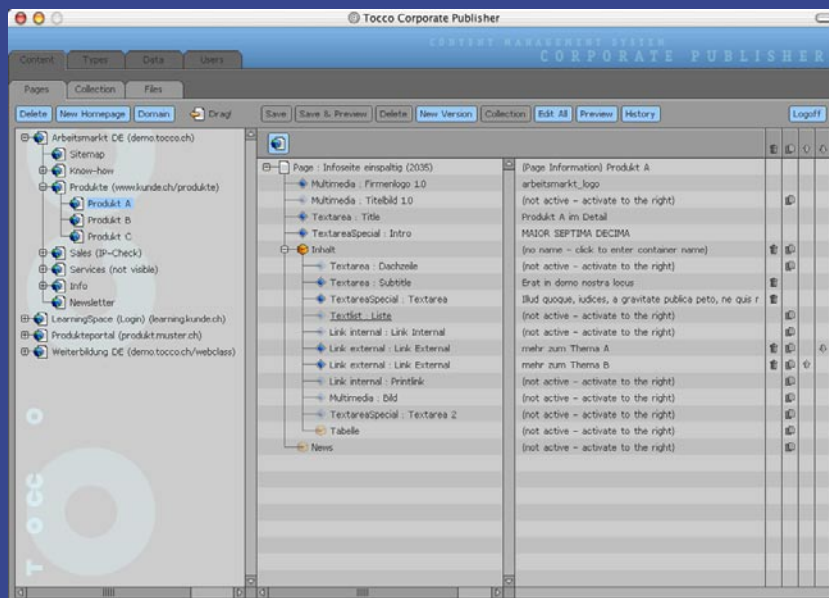 Tocco Corporate Publisher
CONTENT MANAGEMENT SYSTEM
CORPORATE PUBLISHER
Content Types Data Users
Pages Collection Files
Delete New Homepage Domain Drag! Save Save & Preview Delete New Version Collection Edit All Preview History Logoff
Arbeitsmarkt DE (demo.tocco.ch)
Sitemap
Know-how
Produkte (www.kunde.ch/produkte)
Produkt A
Produkt B
Produkt C
Sales (IP-Check)
Services (not visible)
Info
Newsletter
LearningSpace (Login) (learning.kunde.ch)
Produkteportal (produkt.muster.ch)
Weiterbildung DE (demo.tocco.ch/webclass)
Tocco
Page : Infoseite einspaltig (2035) (Page Information) Produkt A
Multimedia : Firmenlogo 1.0 arbeitsmarkt_logo
Multimedia : Titelbild 1.0 (not active - activate to the right)
Textarea : Title Produkt A im Detail
TextareaSpecial : Intro MAIOR SEPTIMA DECIMA
Inhalt (no name - click to enter container name)
Textarea : Dachzeile (not active - activate to the right)
Textarea : Subtitle Erat in domo nostra locus
TextareaSpecial : Textarea Illud quoque, iudices, a gravitate publica peto, ne quis r
Textlist : Liste (not active - activate to the right)
Link internal : Link Internal (not active - activate to the right)
Link external : Link External mehr zum Thema A
Link external : Link External mehr zum Thema B
Link internal : Printlink (not active - activate to the right)
Multimedia : Bild (not active - activate to the right)
TextareaSpecial : Textarea 2 (not active - activate to the right)
Tabelle (not active - activate to the right)
News (not active - activate to the right)